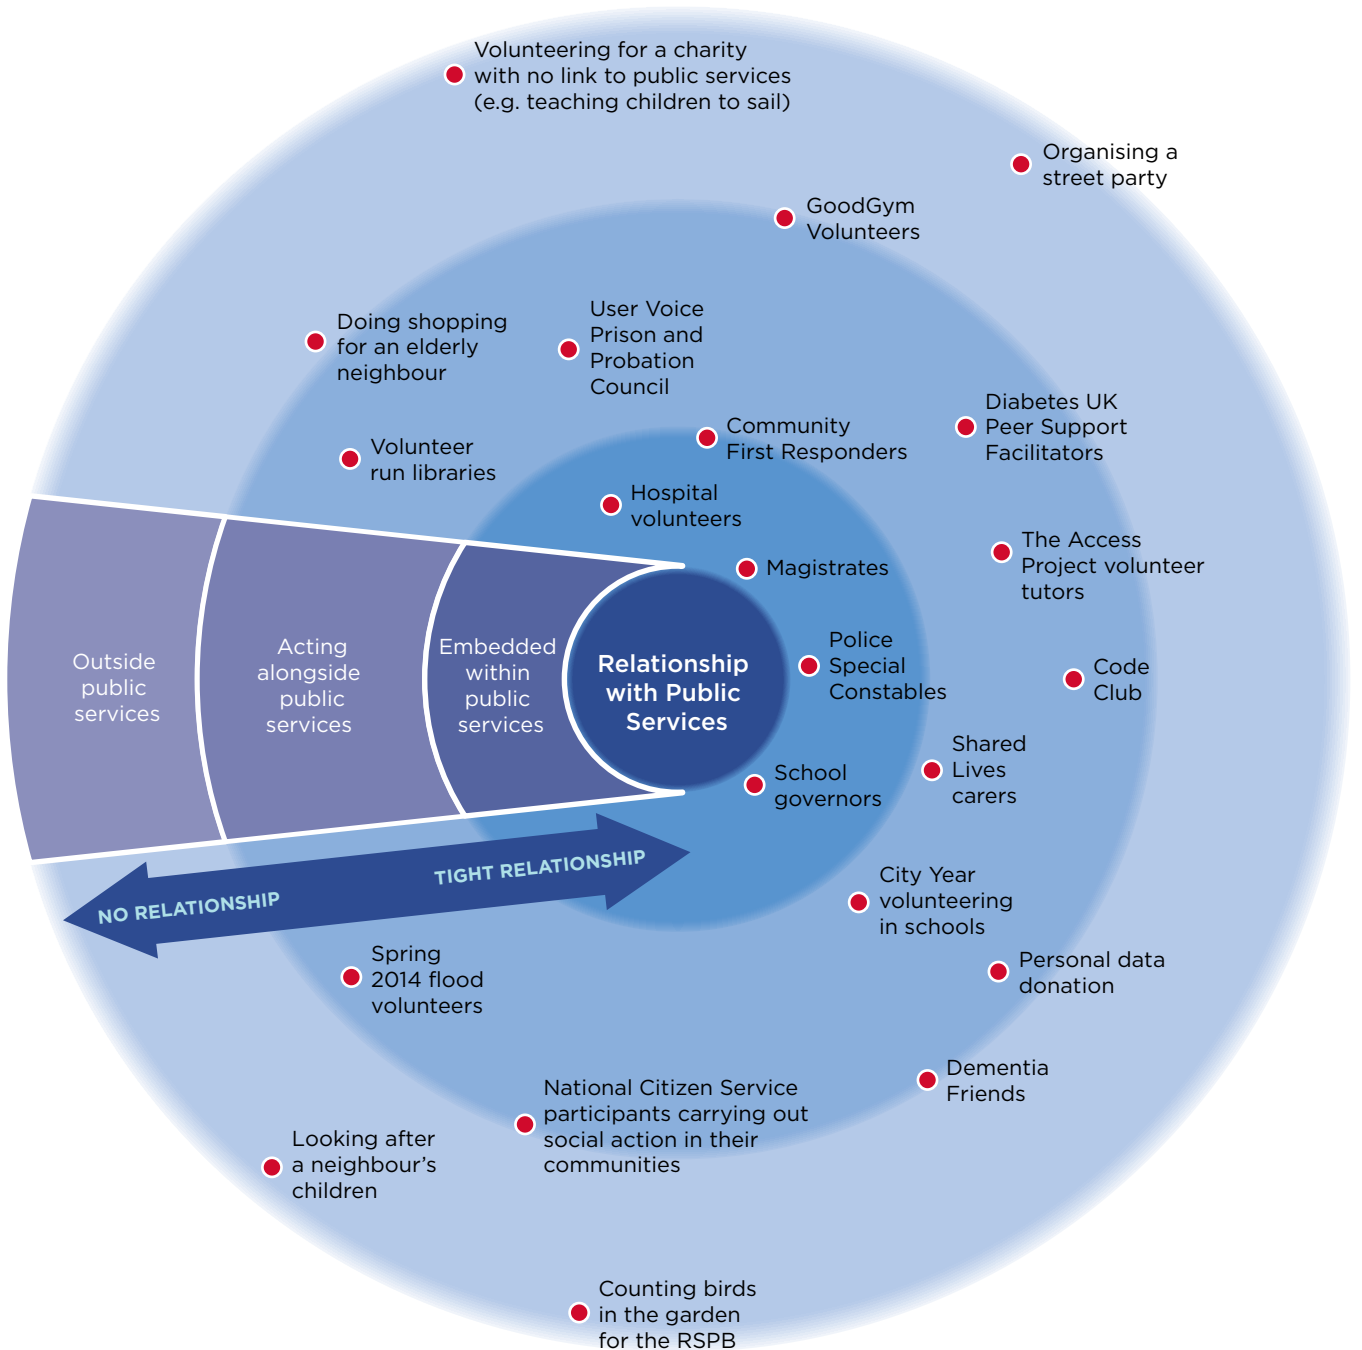 Volunteering for a charity
with no link to public services
(e.g. teaching children to sail)
Organising a
street party
GoodGym
Volunteers
Doing shopping
for an elderly
neighbour
User Voice
Prison and
Probation
Council
Diabetes UK
Peer Support
Facilitators
Community
First Responders
Volunteer
run libraries
Hospital
volunteers
The Access
Project volunteer
tutors
Magistrates
Outside
public
services
Acting
alongside
public
services
Embedded
within
public
services
Relationship
with Public
Services
Police
Special
Constables
Code
Club
Shared
Lives
carers
School
governors
NO RELATIONSHIP
TIGHT RELATIONSHIP
City Year
volunteering
in schools
Spring
2014 flood
volunteers
Personal data
donation
Dementia
Friends
National Citizen Service
participants carrying out
social action in their
communities
Looking after
a neighbour’s
children
Counting birds
in the garden
for the RSPB